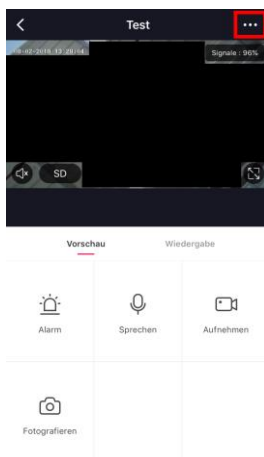 Test
Signale : 96%
SD
Vorschau Wiedergabe
Alarm Sprechen Aufnehmen
Fotografieren